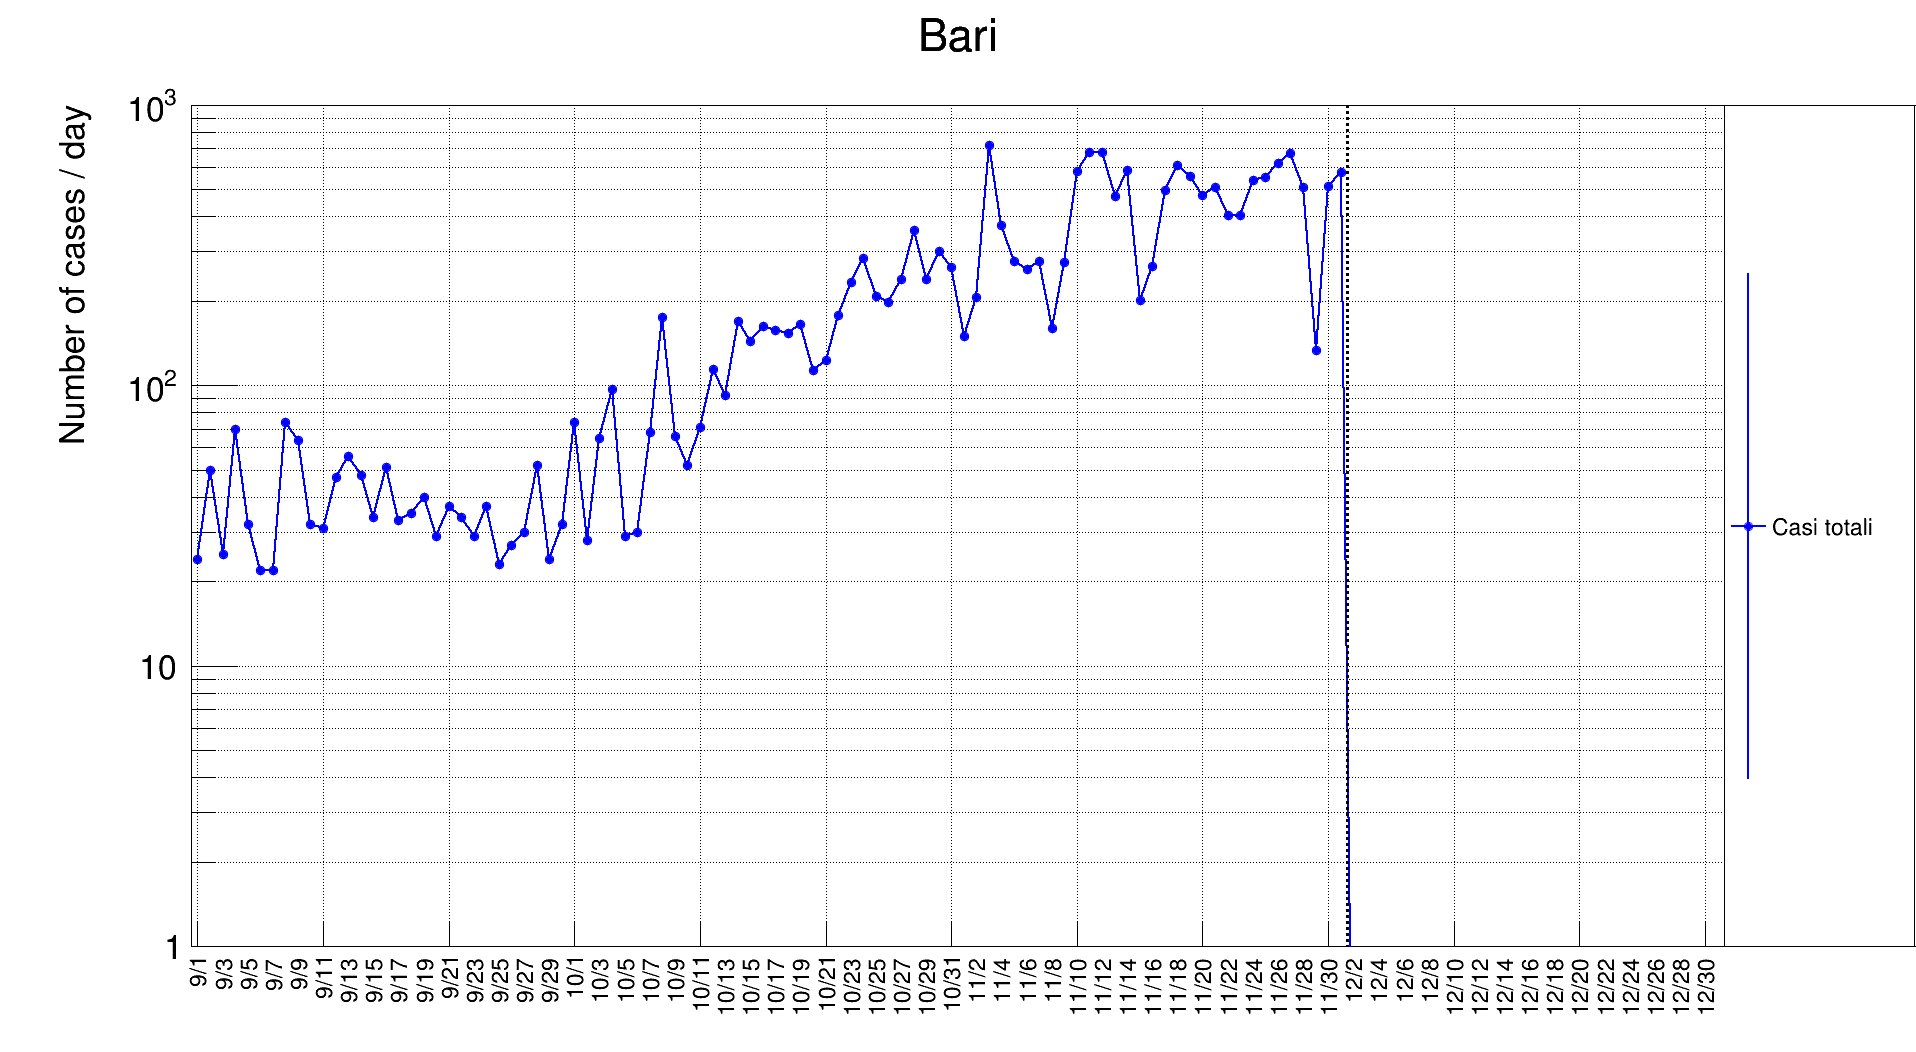 Bari
Number of cases / day
10³
10²
10
1
Casi totali
9/1 9/3 9/5 9/7 9/9 9/11 9/13 9/15 9/17 9/19 9/21 9/23 9/25 9/27 9/29 10/1 10/3 10/5 10/7 10/9 10/11 10/13 10/15 10/17 10/19 10/21 10/23 10/25 10/27 10/29 10/31 11/2 11/4 11/6 11/8 11/10 11/12 11/14 11/16 11/18 11/20 11/22 11/24 11/26 11/28 11/30 12/2 12/4 12/6 12/8 12/10 12/12 12/14 12/16 12/18 12/20 12/22 12/24 12/26 12/28 12/30